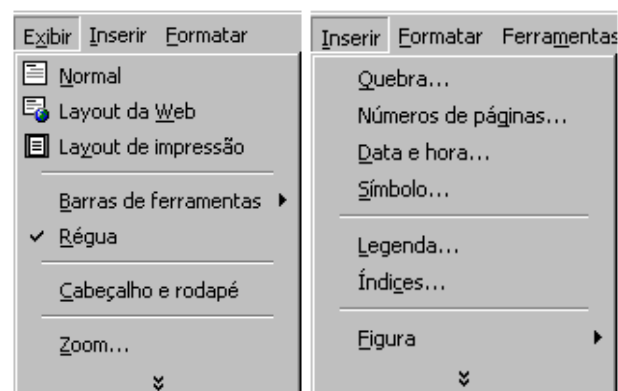 Exibir Inserir Formatar
Normal
Layout da Web
Layout de impressão
Barras de ferramentas
Régua
Cabeçalho e rodapé
Zoom...
Inserir Formatar Ferramentas
Quebra...
Números de páginas...
Data e hora...
Símbolo...
Legenda...
Índices...
Figura